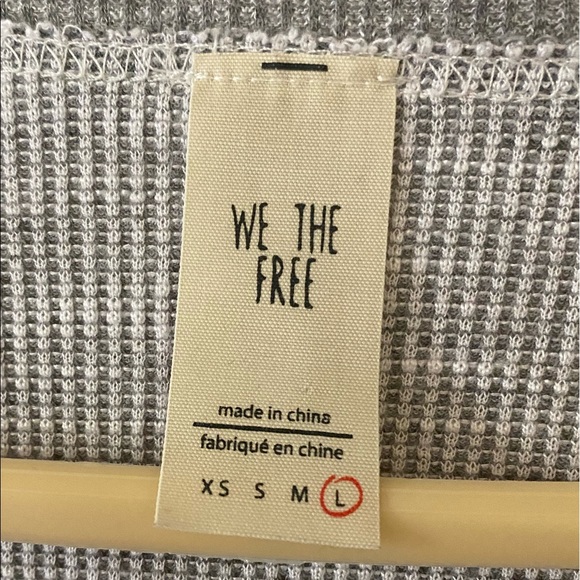 WE THE
FREE
made in china
fabriqué en chine
XS S M L